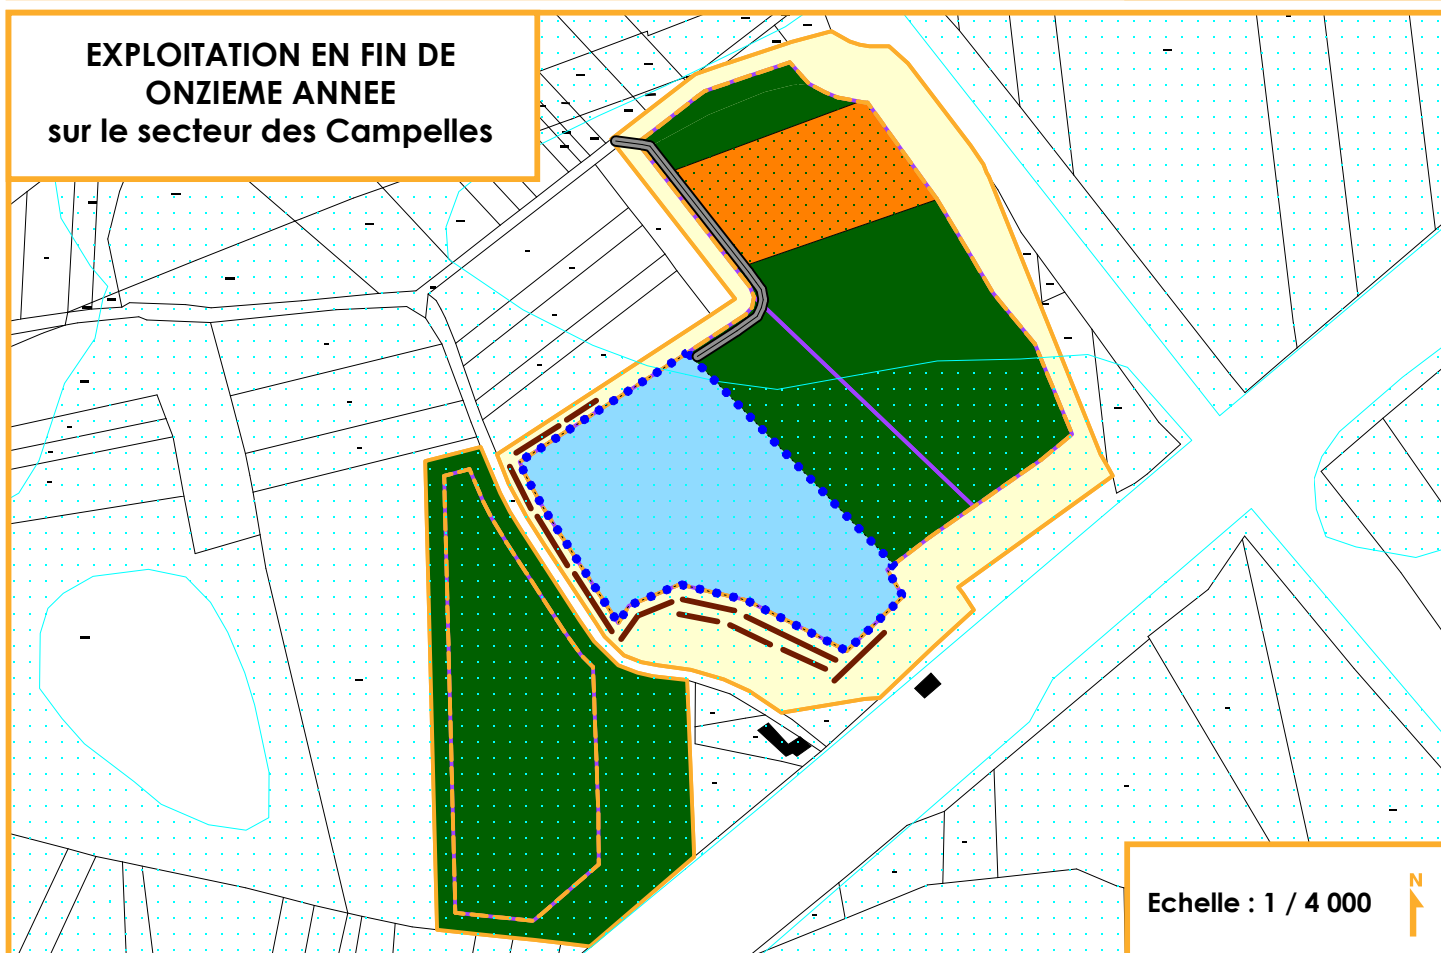 EXPLOITATION EN FIN DE
ONZIEME ANNEE
sur le secteur des Campelles
Echelle : 1 / 4 000
N